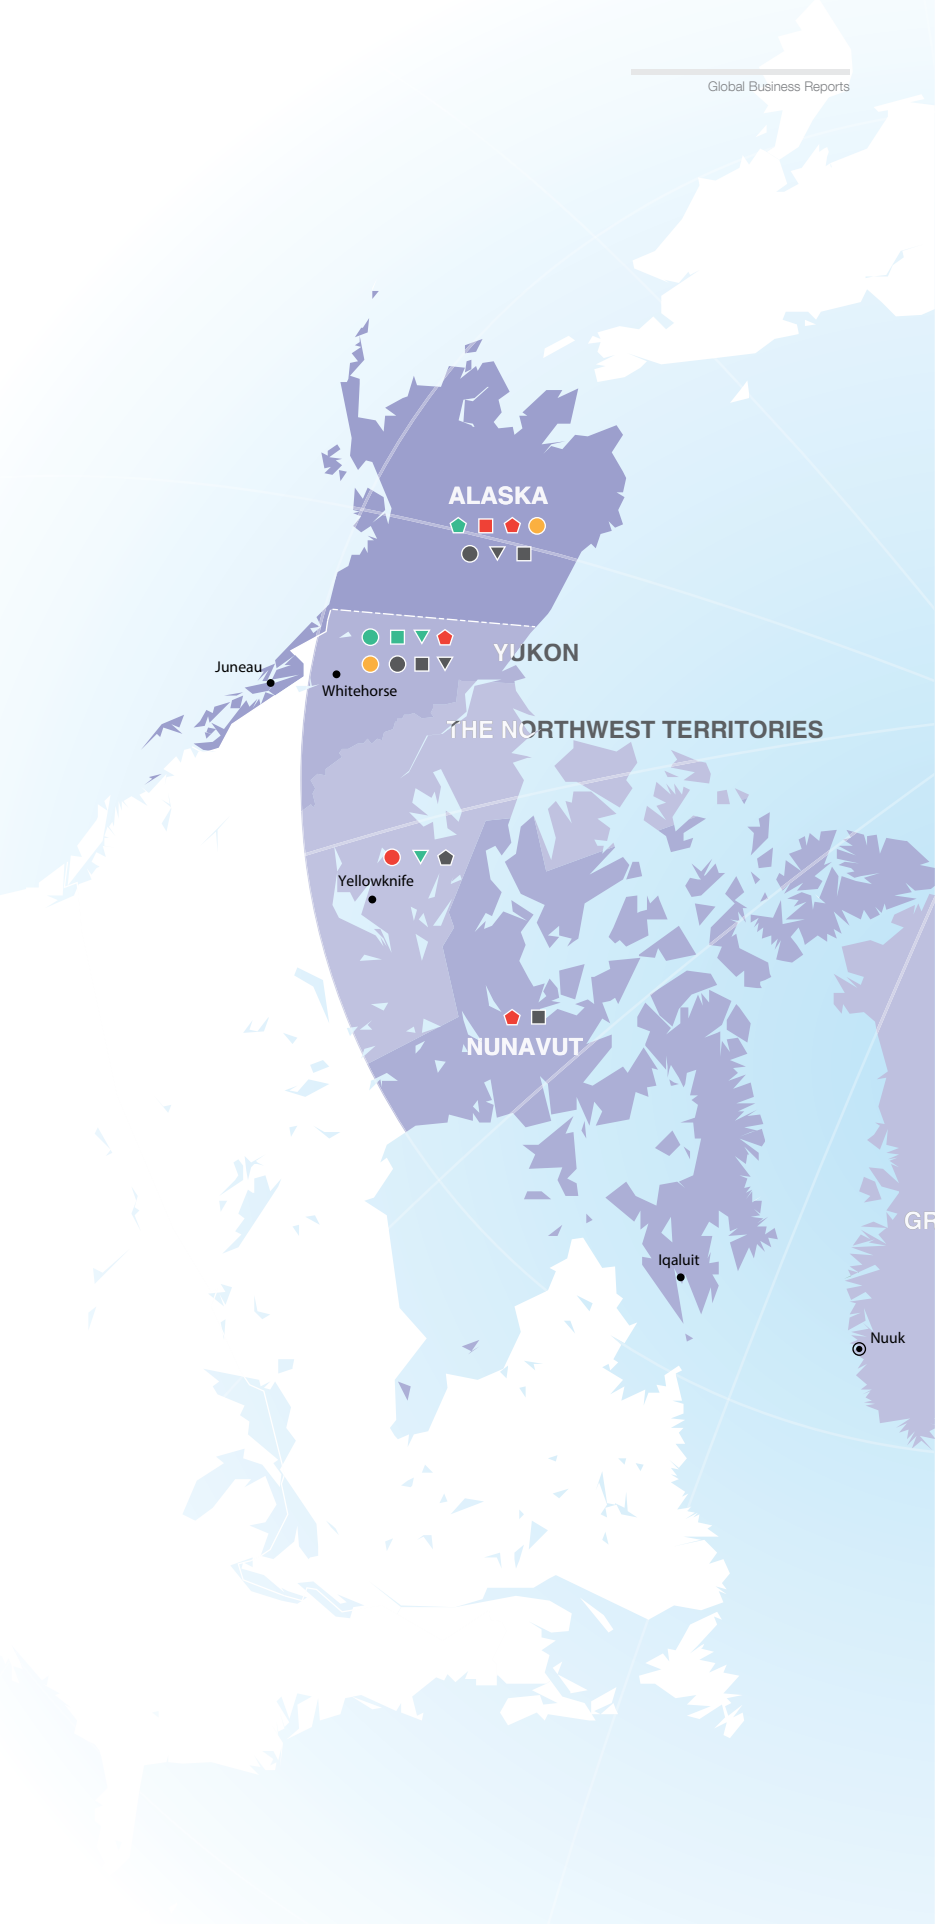 Global Business Reports
ALASKA
YUKON
Juneau
Whitehorse
THE NORTHWEST TERRITORIES
Yellowknife
NUNAVUT
GR
Iqaluit
Nuuk